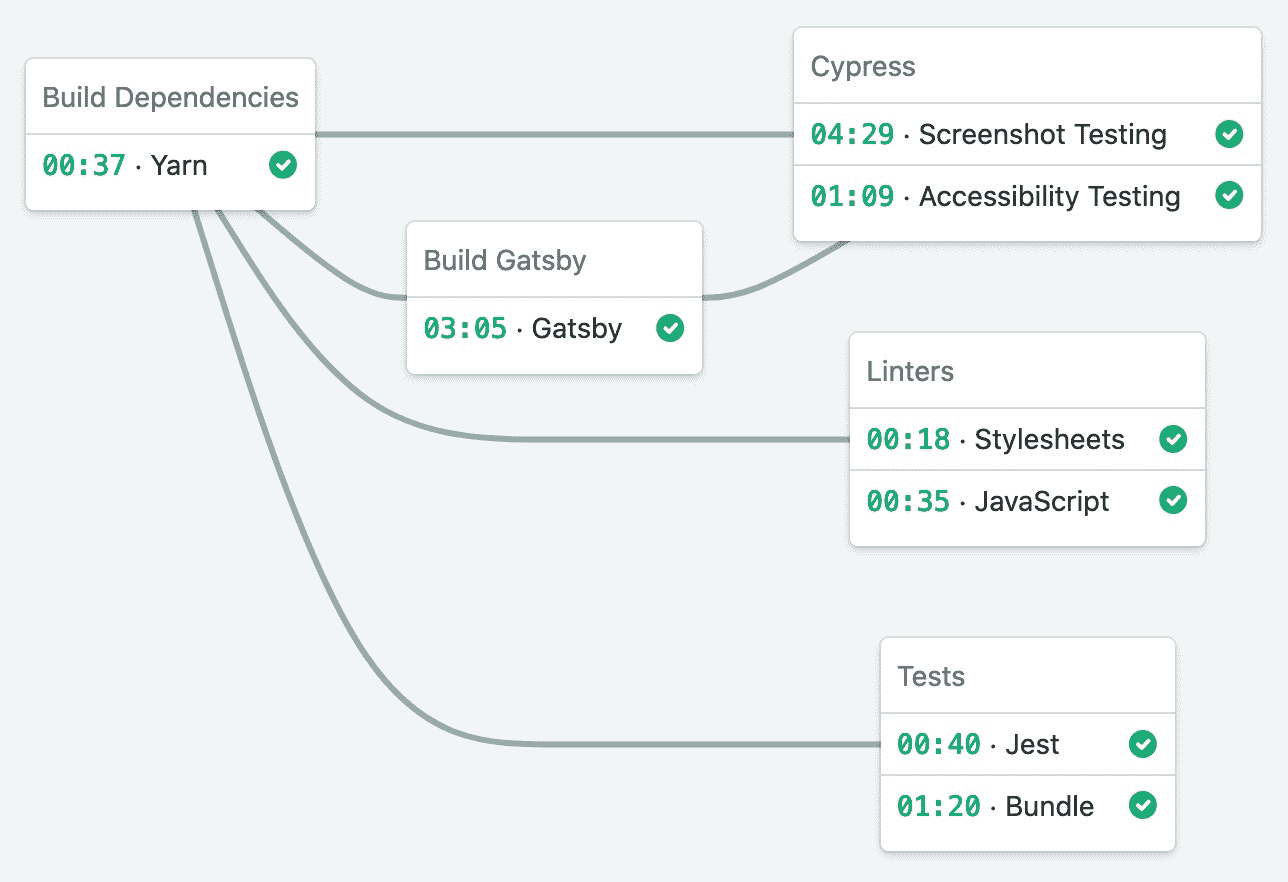 Build Dependencies
00:37 · Yarn
Cypress
04:29 · Screenshot Testing
01:09 · Accessibility Testing
Build Gatsby
03:05 · Gatsby
Linters
00:18 · Stylesheets
00:35 · JavaScript
Tests
00:40 · Jest
01:20 · Bundle